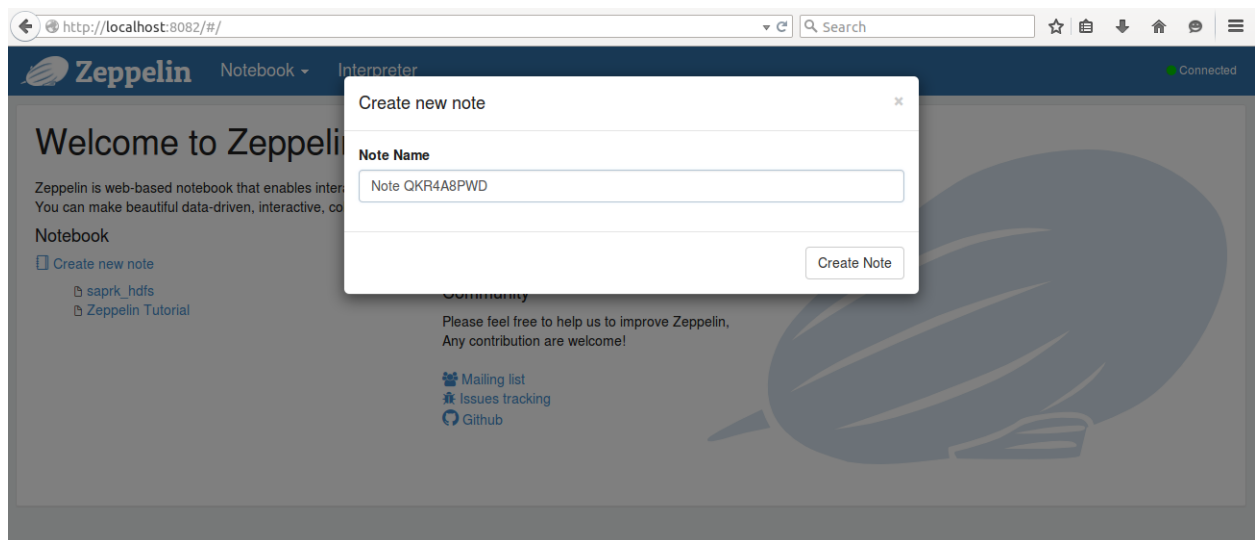 http://localhost:8082/#/
Search
Zeppelin
Notebook
Interpreter
Connected
Create new note
×
Note Name
Note QKR4A8PWD
Create Note
Welcome to Zeppeli
Zeppelin is web-based notebook that enables inter
You can make beautiful data-driven, interactive, co
Notebook
Create new note
saprk_hdfs
Zeppelin Tutorial
Community
Please feel free to help us to improve Zeppelin,
Any contribution are welcome!
Mailing list
Issues tracking
Github